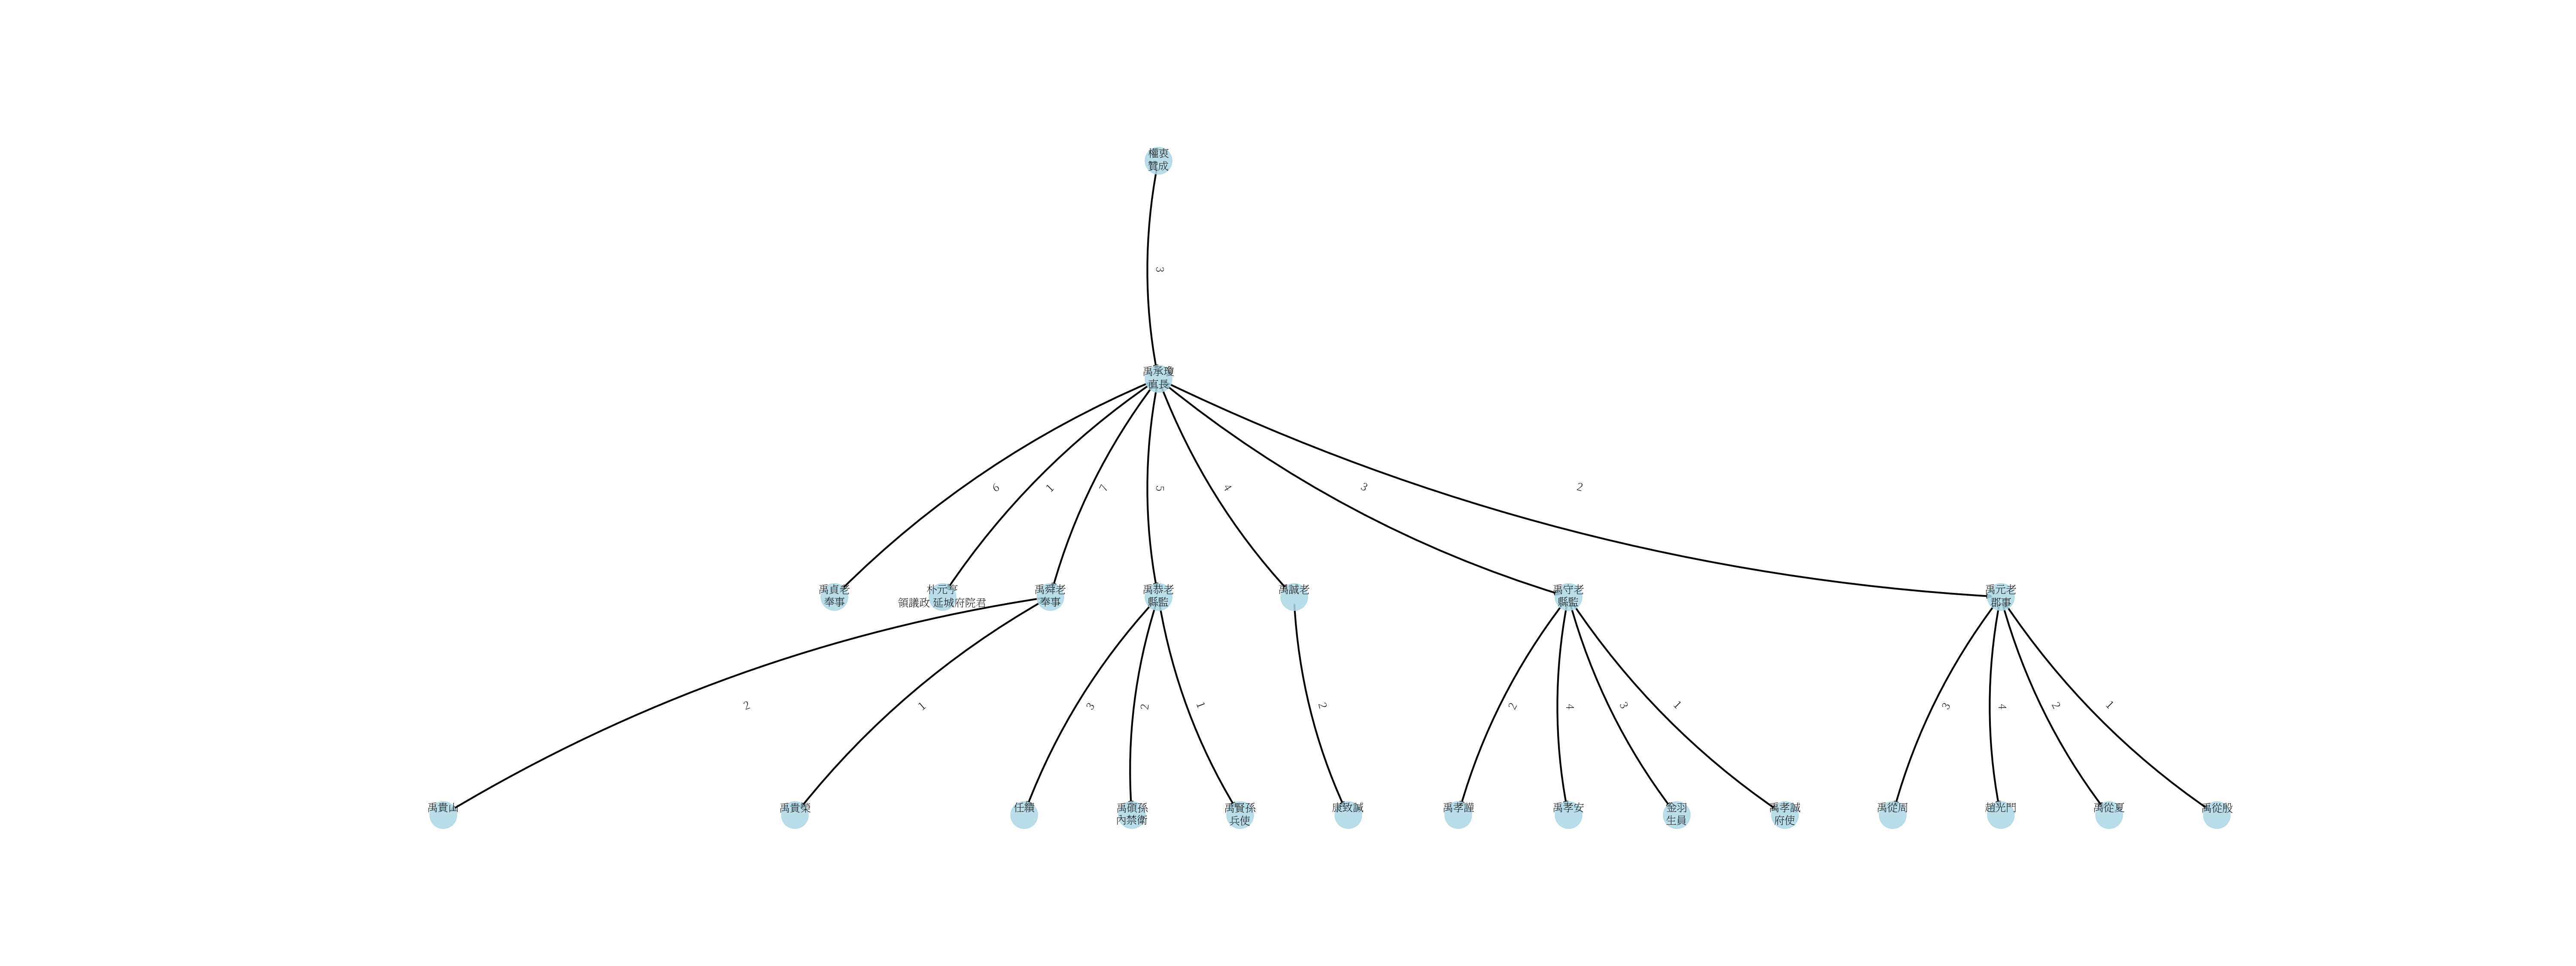 權衷
贊成
3
禹承瓊
直長
6
1
7
5
4
3
2
禹貞老
奉事
朴元亨
領議政 延城府院君
禹舜老
奉事
禹恭老
縣監
禹誠老
禹守老
縣監
禹元老
郡事
2
1
3
2
1
2
2
4
3
1
3
4
2
1
禹貴山
禹貴榮
任績
禹碩孫
內禁衛
禹賢孫
兵使
康致諴
禹孝謹
禹孝安
金羽
生員
禹孝誠
府使
禹從周
趙光門
禹從夏
禹從殷